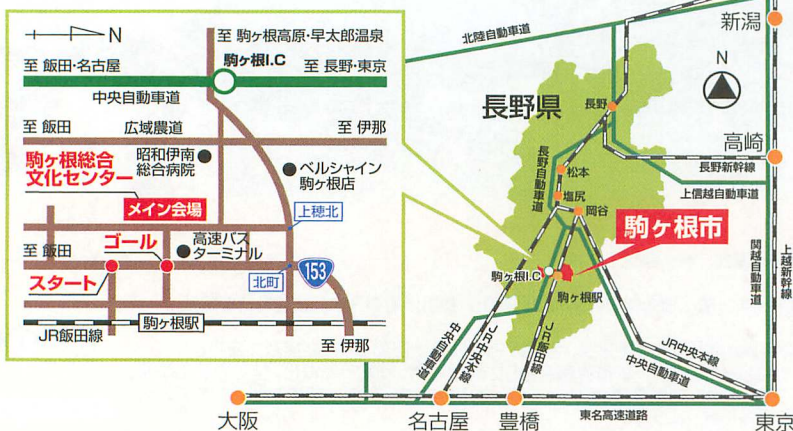 N
至 駒ヶ根高原・早太郎温泉
至 飯田・名古屋
駒ヶ根I.C
至 長野・東京
中央自動車道
至 飯田
広域農道
至 伊那
駒ヶ根総合
文化センター
昭和伊南
総合病院
ベルシャイン
駒ヶ根店
メイン会場
上穂北
至 飯田
ゴール
高速バス
ターミナル
スタート
北町
153
駒ヶ根駅
JR飯田線
至 伊那
北陸自動車道
新潟
N
長野県
長野
高崎
長野新幹線
松本
長野自動車道
上信越自動車道
塩尻
岡谷
駒ヶ根市
関越自動車道
上越新幹線
駒ヶ根I.C
駒ヶ根駅
中央自動車道
JR中央本線
JR飯田線
JR中央本線
中央自動車道
大阪
名古屋
豊橋
東名高速道路
東京